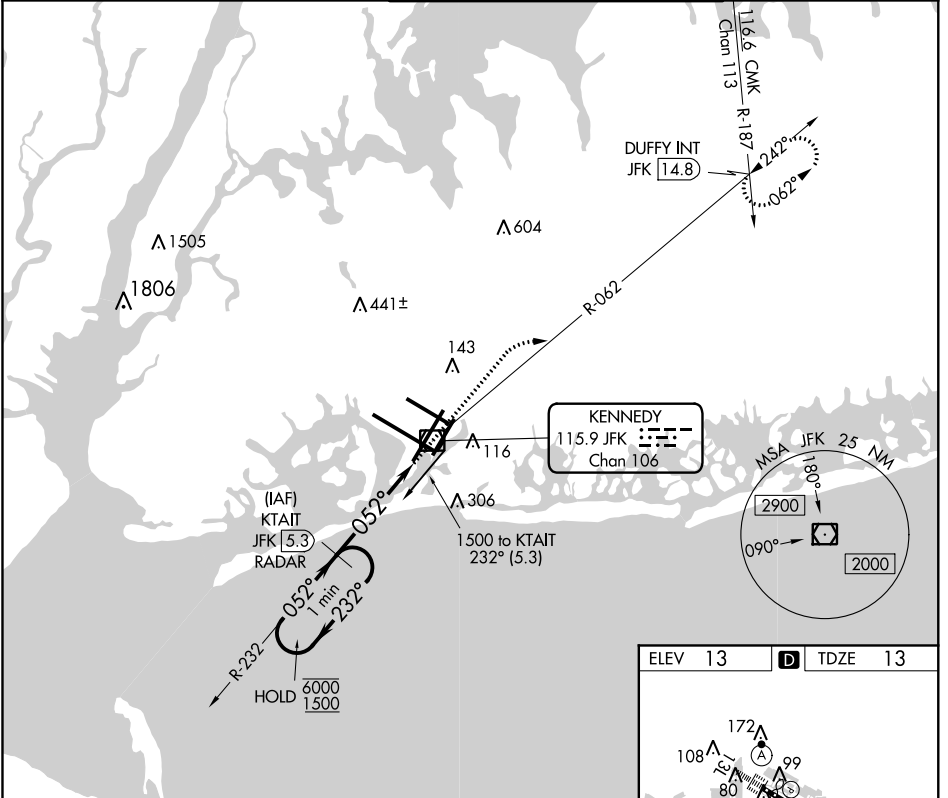 116.6 CMK
Chan 113
R-187
DUFFY INT
JFK 14.8
242°
062°
604
1505
1806
441±
R-062
143
KENNEDY
115.9 JFK
Chan 106
116
MSA JFK 25 NM
180°
2900
090°
2000
052°
306
(IAF)
KTAIT
JFK 5.3
RADAR
1500 to KTAIT
232° (5.3)
052°
1 min
232°
R-232
HOLD 6000
1500
ELEV 13 D TDZE 13
172
A
108
13L
99
80
P